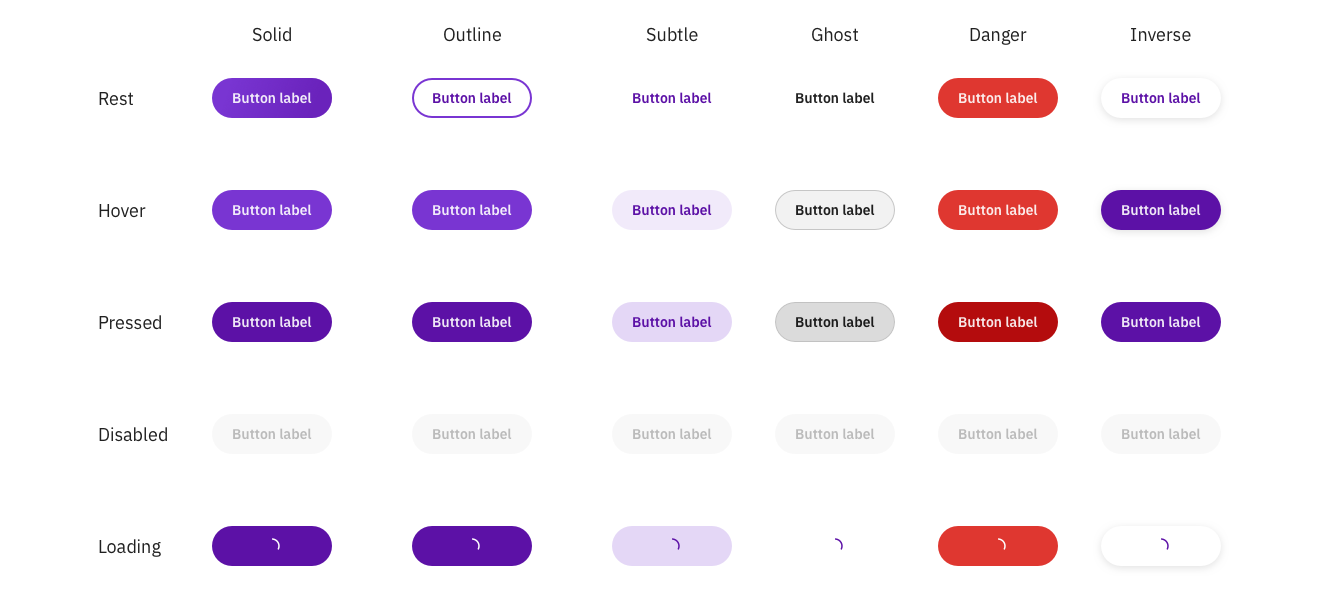 Solid Outline Subtle Ghost Danger Inverse
Rest Button label Button label Button label Button label Button label Button label
Hover Button label Button label Button label Button label Button label Button label
Pressed Button label Button label Button label Button label Button label Button label
Disabled Button label Button label Button label Button label Button label Button label
Loading